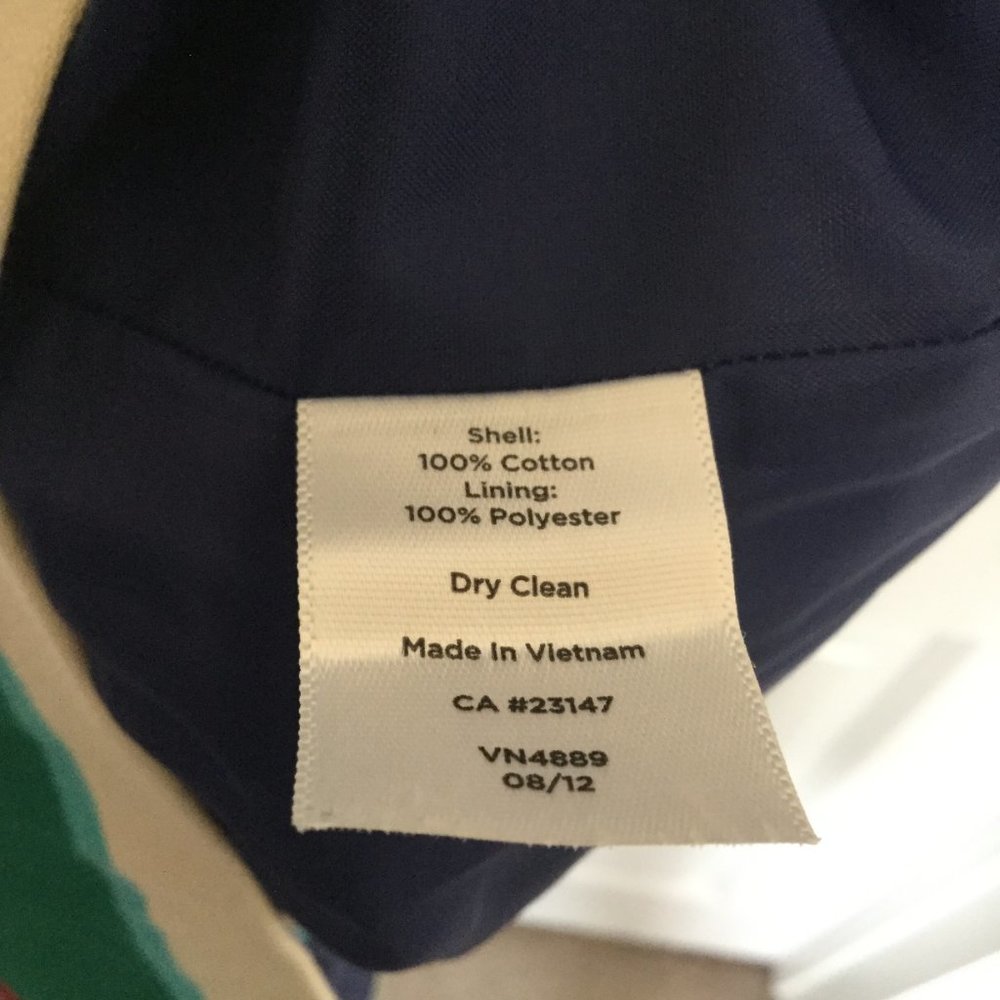 Shell:
100% Cotton
Lining:
100% Polyester
Dry Clean
Made In Vietnam
CA #23147
VN4889
08/12